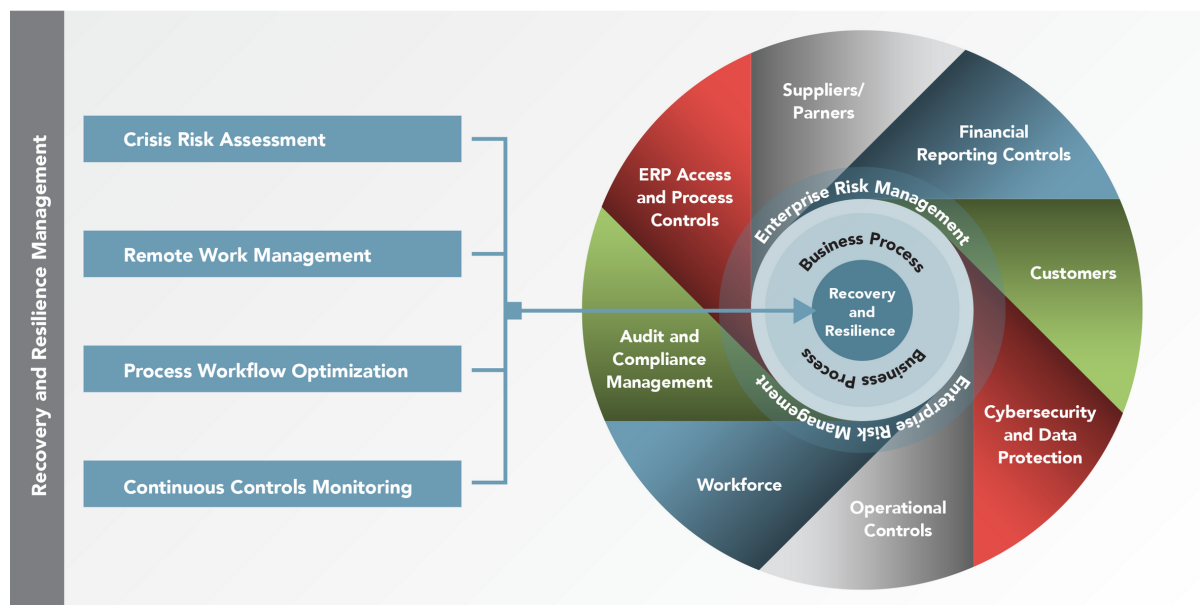 Recovery and Resilience Management
Crisis Risk Assessment
Remote Work Management
Process Workflow Optimization
Continuous Controls Monitoring
Suppliers/
Parners
Financial
Reporting Controls
ERP Access
and Process
Controls
Customers
Enterprise Risk Management
Business Process
Recovery
and
Resilience
Business Process
Enterprise Risk Management
Audit and
Compliance
Management
Cybersecurity
and Data
Protection
Workforce
Operational
Controls